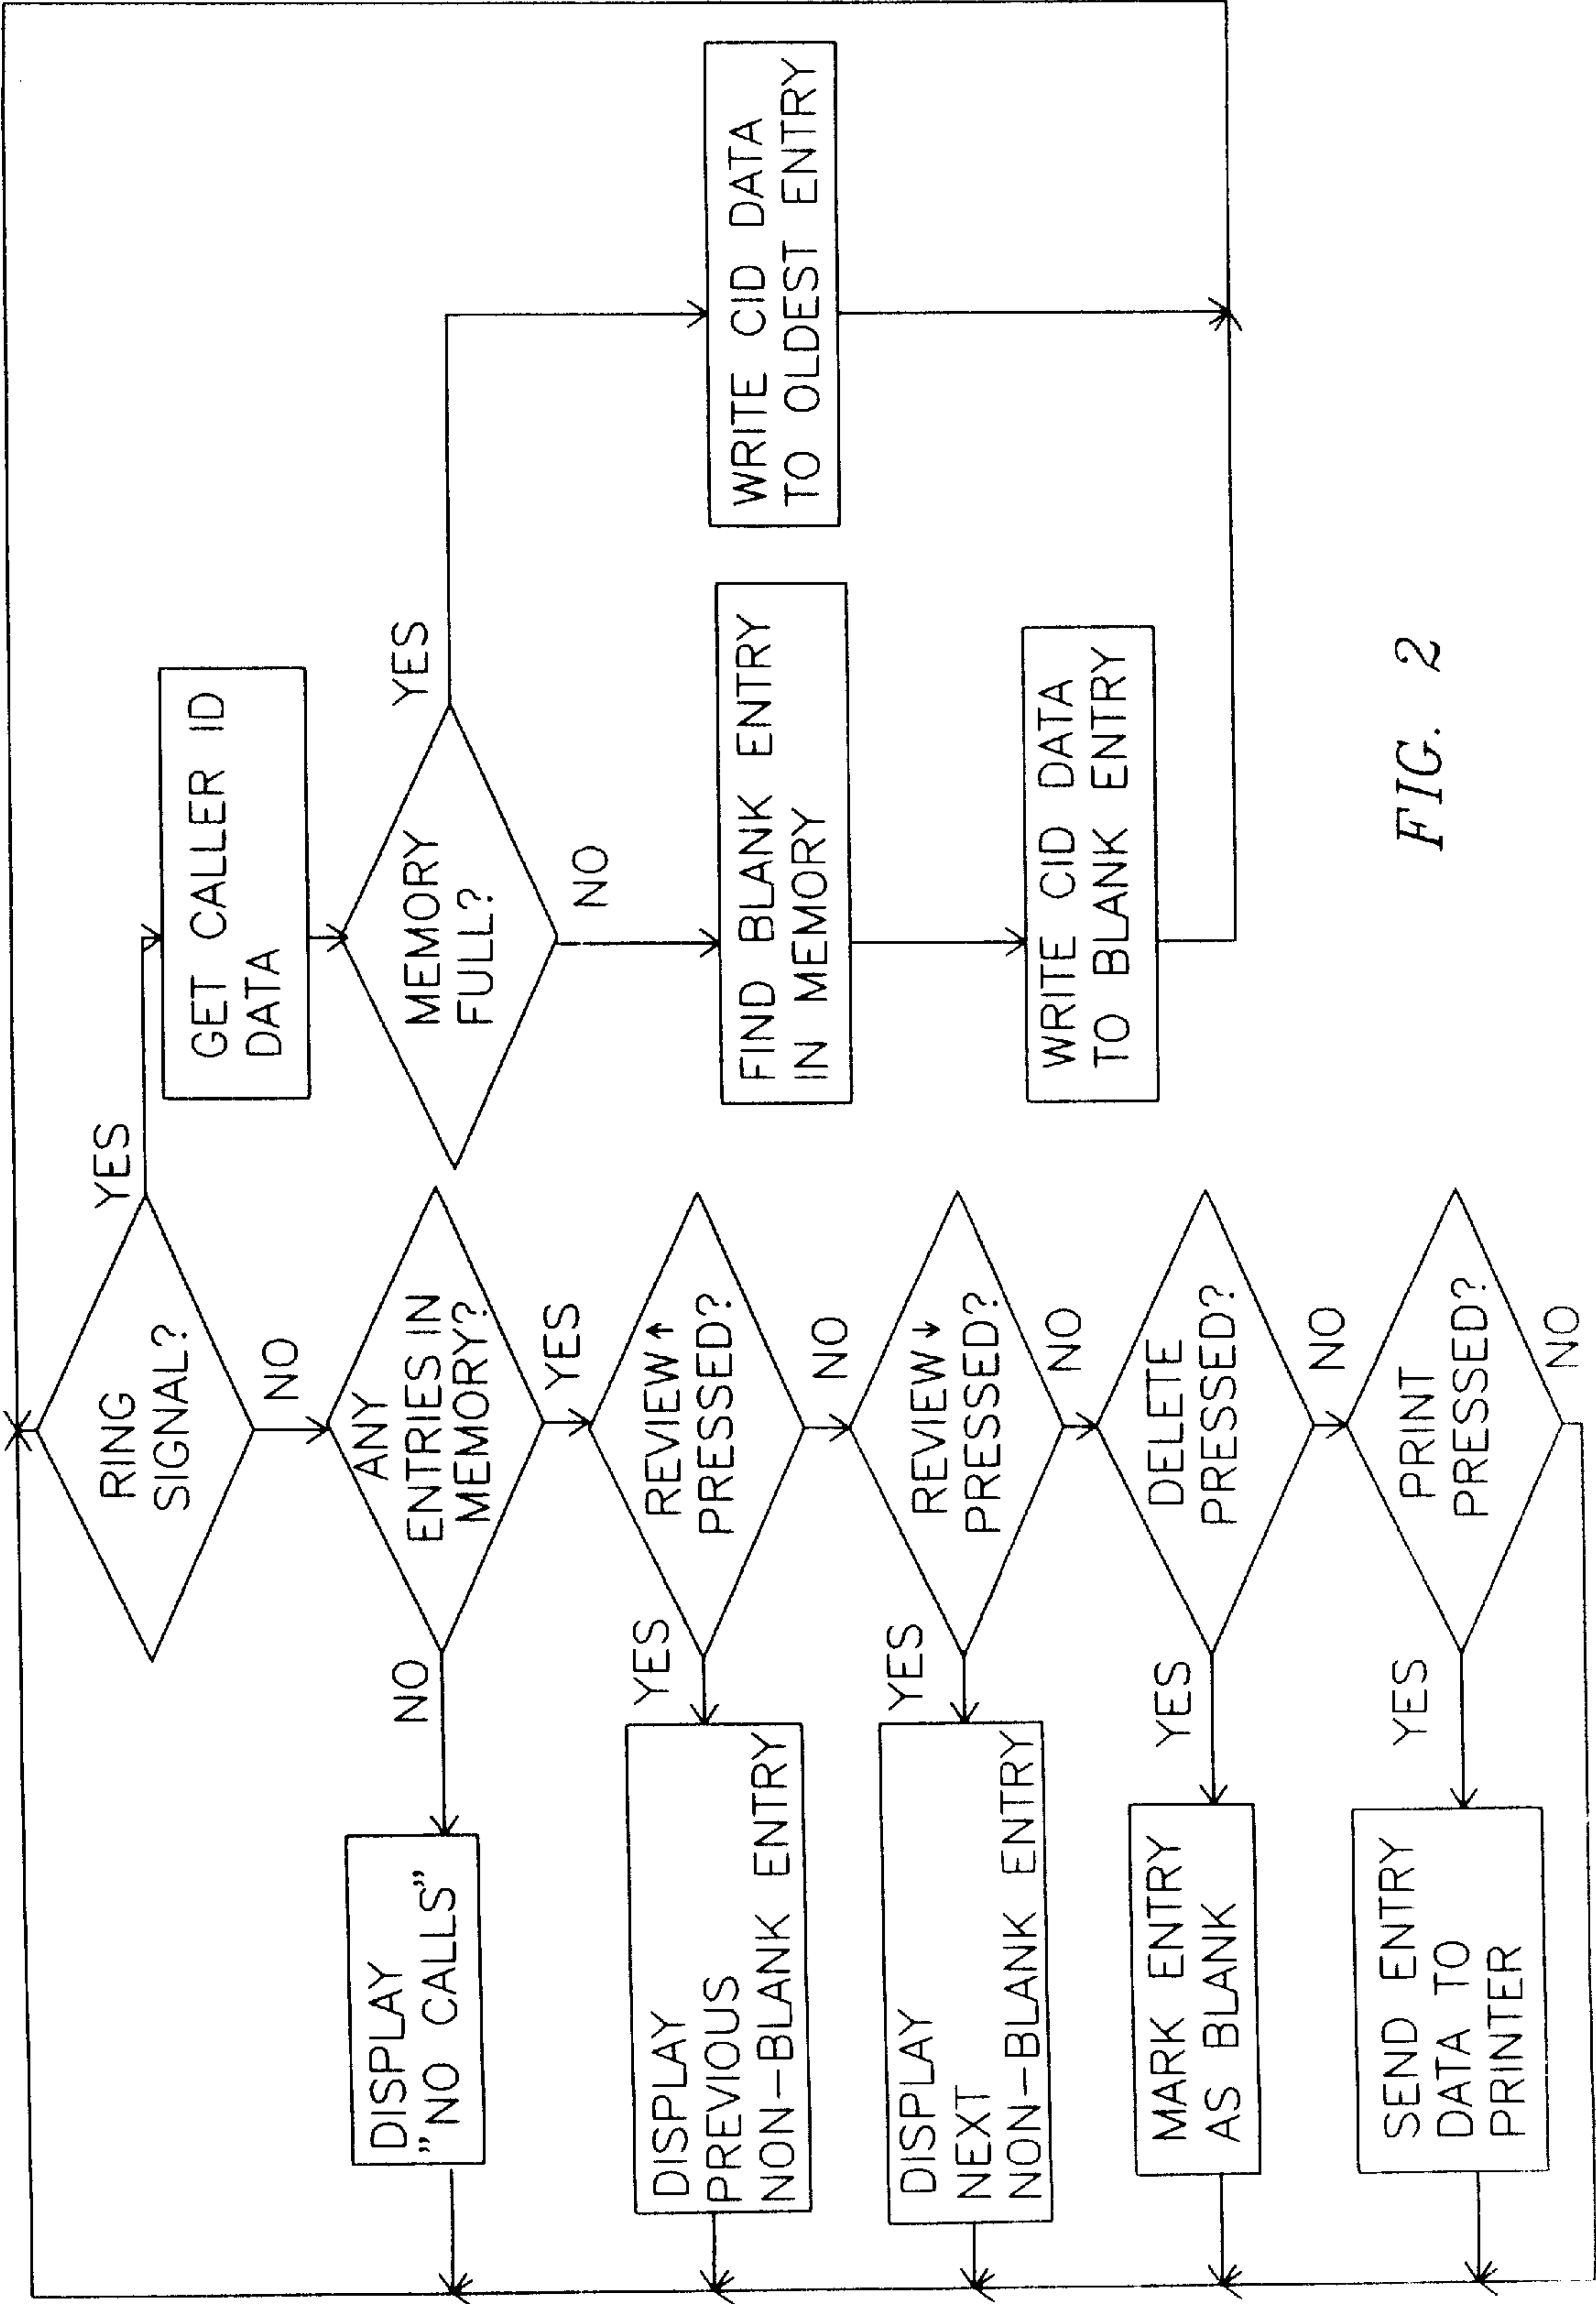 RING
SIGNAL?
YES
NO
GET CALLER ID
DATA
MEMORY
FULL?
YES
NO
WRITE CID DATA
TO OLDEST ENTRY
FIND BLANK ENTRY
IN MEMORY
WRITE CID DATA
TO BLANK ENTRY
ANY
ENTRIES IN
MEMORY?
NO
YES
DISPLAY
"NO CALLS"
REVIEW↑
PRESSED?
YES
NO
DISPLAY
PREVIOUS
NON-BLANK ENTRY
REVIEW↓
PRESSED?
YES
NO
DISPLAY
NEXT
NON-BLANK ENTRY
DELETE
PRESSED?
YES
NO
MARK ENTRY
AS BLANK
PRINT
PRESSED?
YES
NO
SEND ENTRY
DATA TO
PRINTER
FIG. 2